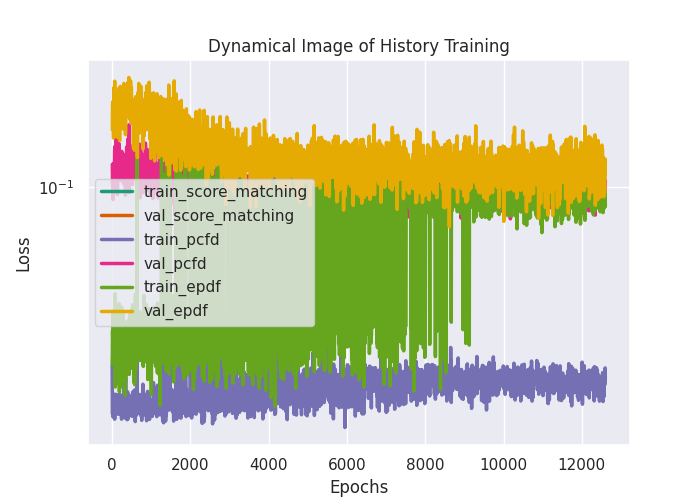 Dynamical Image of History Training
Loss
10⁻¹
train_score_matching
val_score_matching
train_pcfd
val_pcfd
train_epdf
val_epdf
0 2000 4000 6000 8000 10000 12000
Epochs